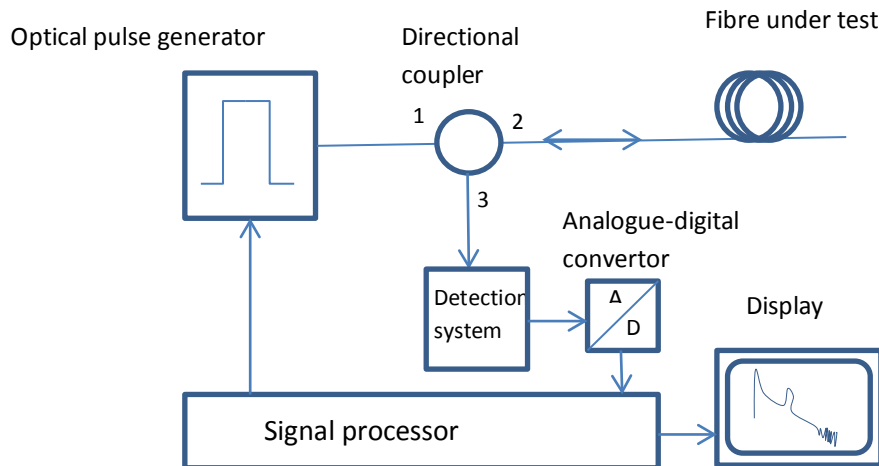 Optical pulse generator
Directional
coupler
Fibre under test
1
2
3
Analogue-digital
convertor
Detection
system
A
D
Display
Signal processor